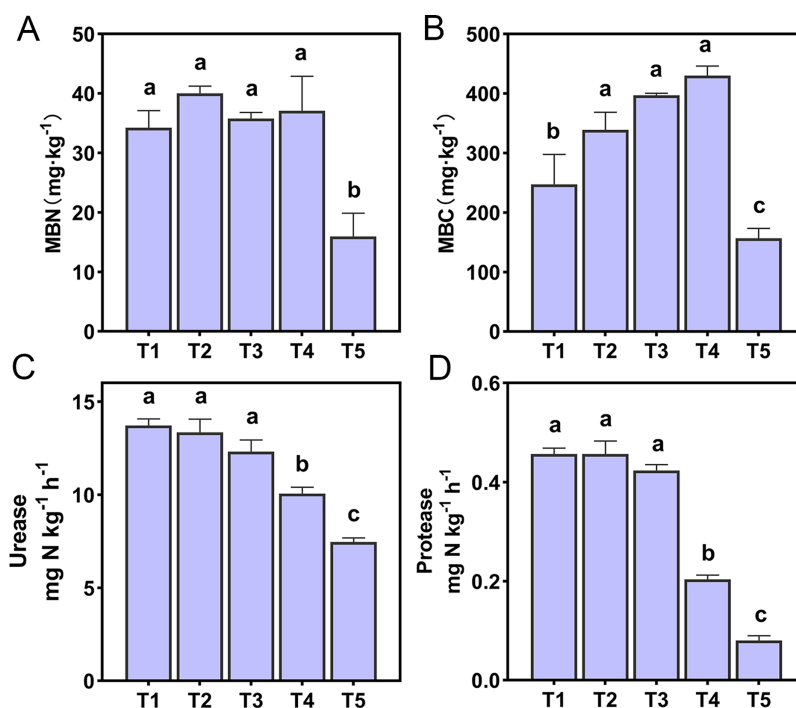 A
MBN(mg·kg⁻¹)
50
40
30
20
10
0
a
a
a
a
b
T1 T2 T3 T4 T5
B
MBC(mg·kg⁻¹)
500
400
300
200
100
0
b
a
a
a
c
T1 T2 T3 T4 T5
C
Urease
mg N kg⁻¹ h⁻¹
15
10
5
0
a
a
a
b
c
T1 T2 T3 T4 T5
D
Protease
mg N kg⁻¹ h⁻¹
0.6
0.4
0.2
0.0
a
a
a
b
c
T1 T2 T3 T4 T5